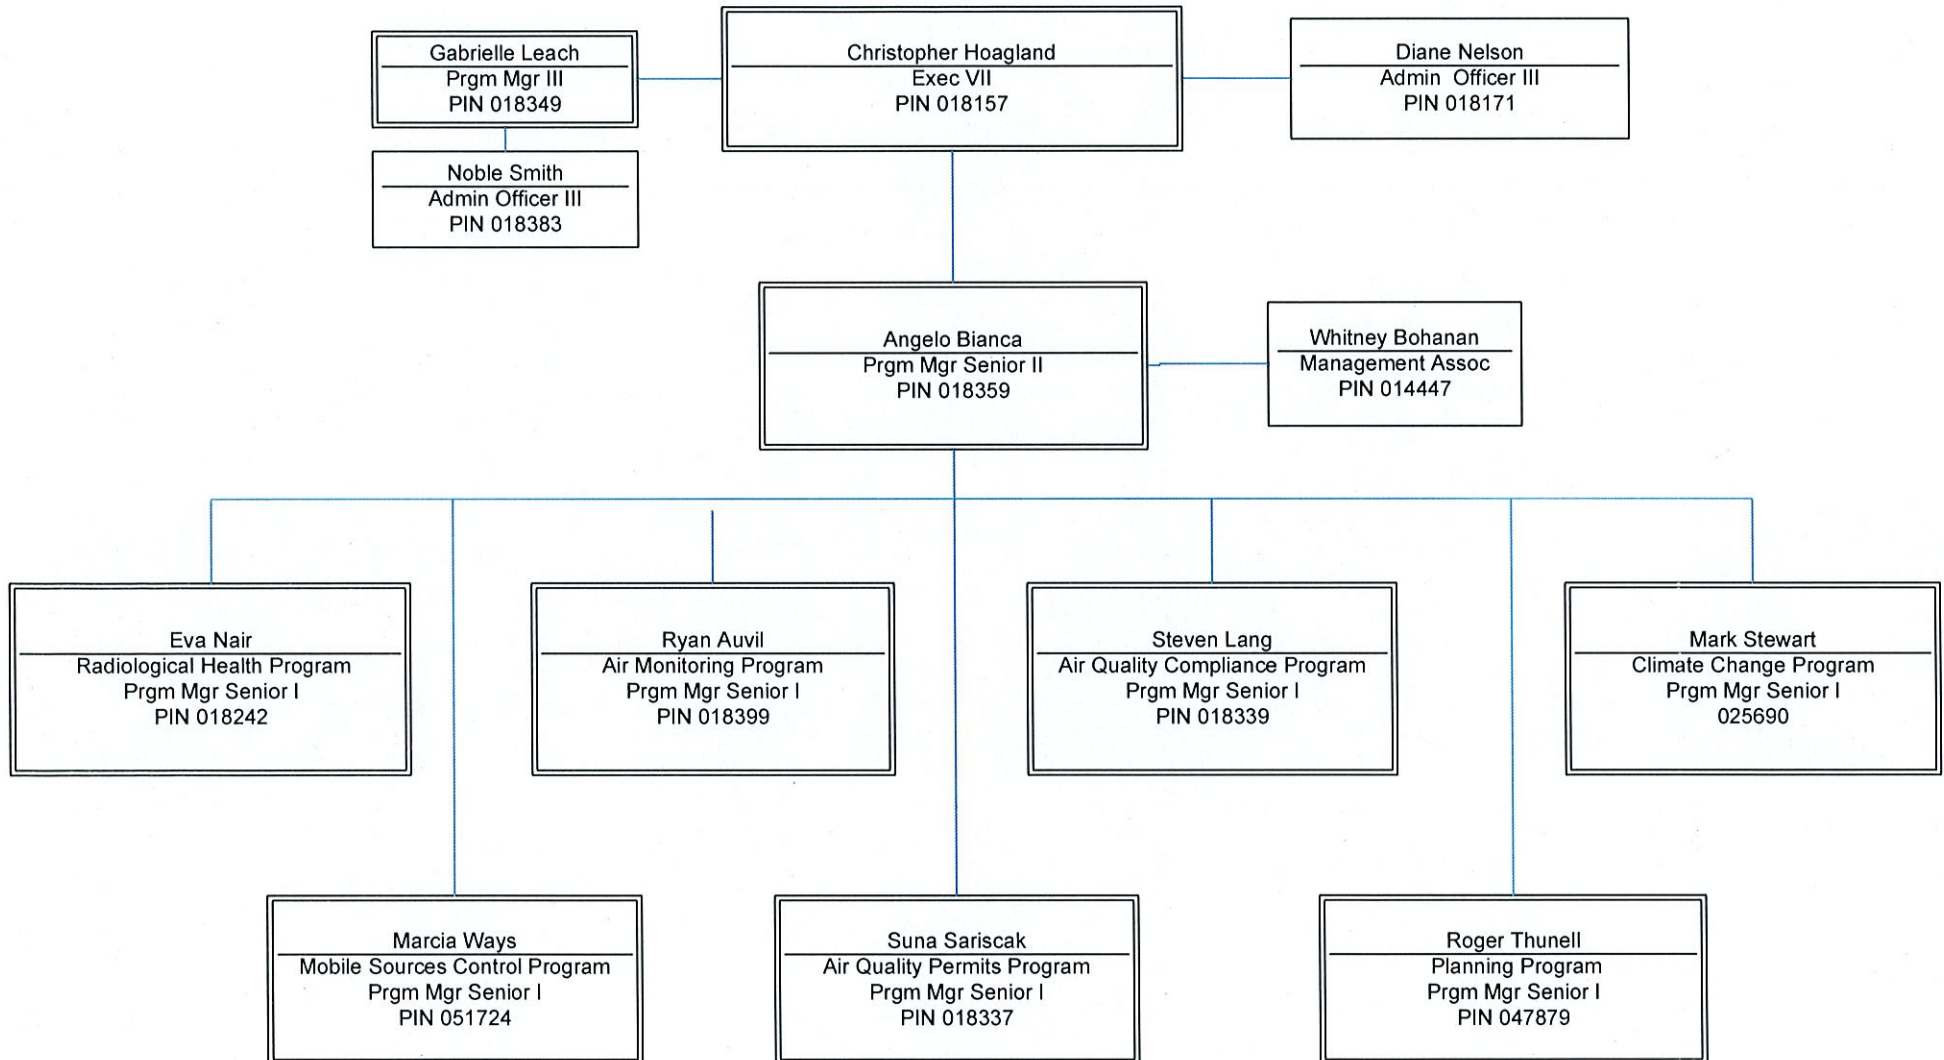 Gabrielle Leach
Prgm Mgr III
PIN 018349
Christopher Hoagland
Exec VII
PIN 018157
Diane Nelson
Admin Officer III
PIN 018171
Noble Smith
Admin Officer III
PIN 018383
Angelo Bianca
Prgm Mgr Senior II
PIN 018359
Whitney Bohanan
Management Assoc
PIN 014447
Eva Nair
Radiological Health Program
Prgm Mgr Senior I
PIN 018242
Ryan Auvil
Air Monitoring Program
Prgm Mgr Senior I
PIN 018399
Steven Lang
Air Quality Compliance Program
Prgm Mgr Senior I
PIN 018339
Mark Stewart
Climate Change Program
Prgm Mgr Senior I
025690
Marcia Ways
Mobile Sources Control Program
Prgm Mgr Senior I
PIN 051724
Suna Sariscak
Air Quality Permits Program
Prgm Mgr Senior I
PIN 018337
Roger Thunell
Planning Program
Prgm Mgr Senior I
PIN 047879